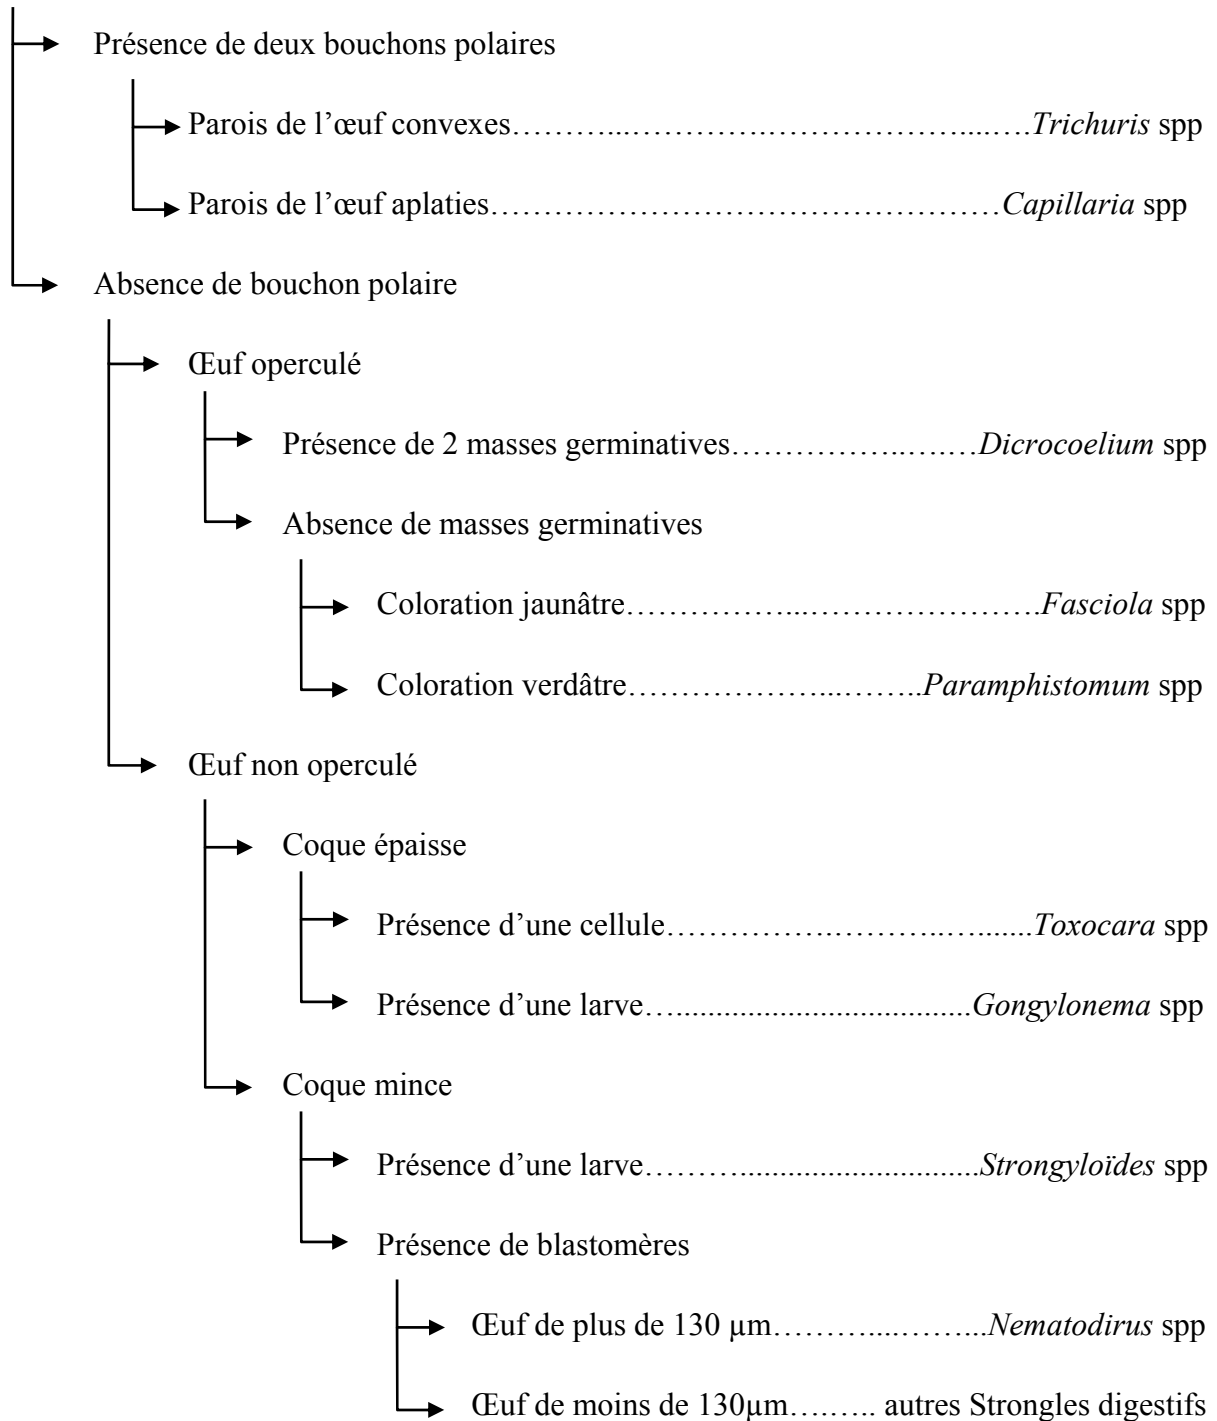 Présence de deux bouchons polaires
Parois de l’œuf convexes………...………….…………….…...….Trichuris spp
Parois de l’œuf aplaties…………………………………………Capillaria spp
Absence de bouchon polaire
Œuf operculé
Présence de 2 masses germinatives……………..….…Dicrocoelium spp
Absence de masses germinatives
Coloration jaunâtre……………...………………….Fasciola spp
Coloration verdâtre…………………...……..Paramphistomum spp
Œuf non operculé
Coque épaisse
Présence d’une cellule…………….………..….......Toxocara spp
Présence d’une larve….....................................Gongylonema spp
Coque mince
Présence d’une larve………..............................Strongyloïdes spp
Présence de blastomères
Œuf de plus de 130 µm………....……...Nematodirus spp
Œuf de moins de 130µm….….. autres Strongles digestifs